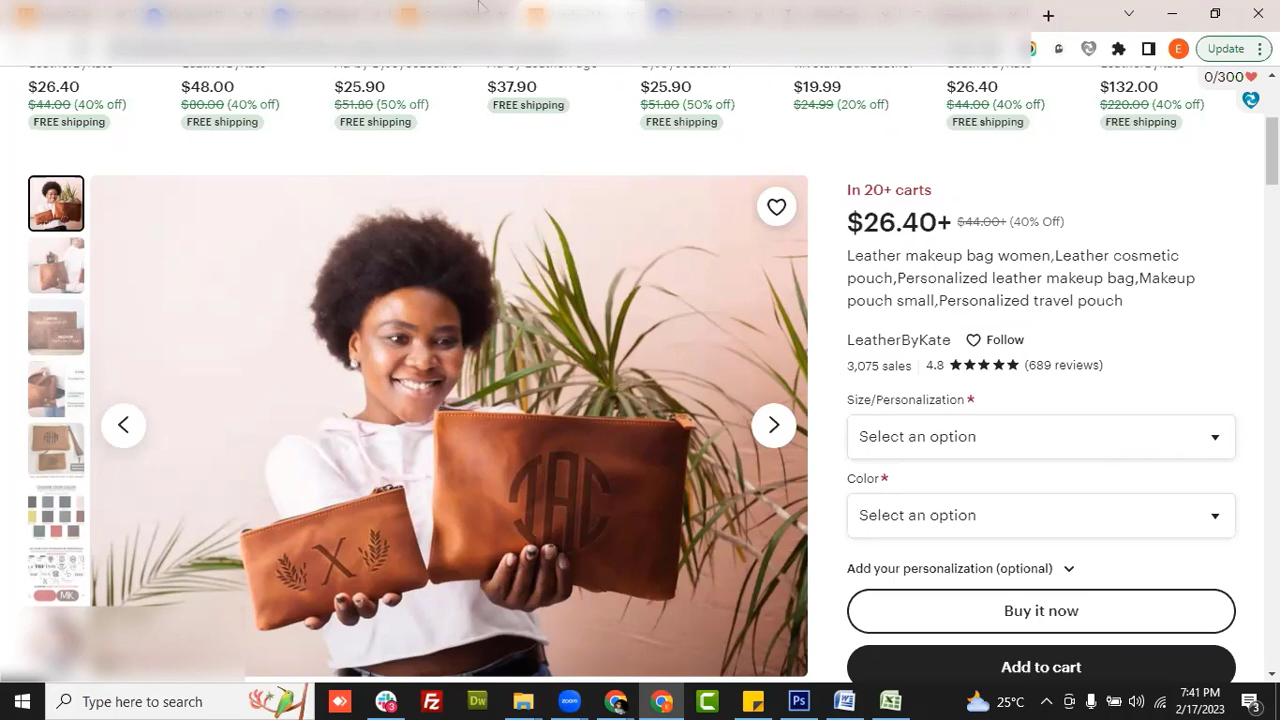 E
Update
0/300
$26.40 $48.00 $25.90 $37.90 $25.90 $19.99 $26.40 $132.00
$44.00 (40% off) $80.00 (40% off) $51.80 (50% off) FREE shipping $51.80 (50% off) $24.99 (20% off) $44.00 (40% off) $220.00 (40% off)
FREE shipping FREE shipping FREE shipping FREE shipping FREE shipping FREE shipping
In 20+ carts
$26.40+ $44.00+ (40% Off)
Leather makeup bag women,Leather cosmetic
pouch,Personalized leather makeup bag,Makeup
pouch small,Personalized travel pouch
LeatherByKate Follow
3,075 sales 4.8 (689 reviews)
Size/Personalization *
Select an option
Color *
Select an option
Add your personalization (optional)
Buy it now
Add to cart
X
MK
Type here to search
Fz
Dw
Ps
25°C
7:41 PM
2/17/2023
3